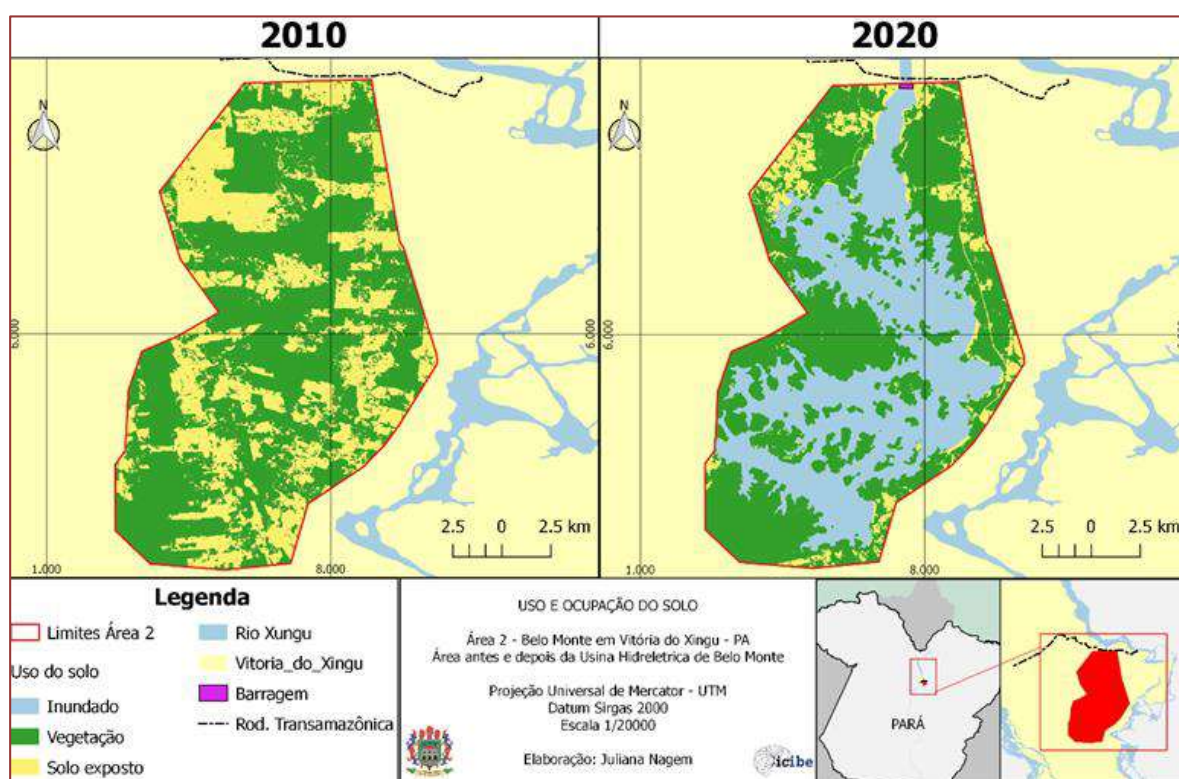 2010
2020
N
N
6.000
6.000
6.000
2.5 0 2.5 km
2.5 0 2.5 km
1.000
8.000
1.000
8.000
Legenda
Limites Área 2
Uso do solo
Inundado
Vegetação
Solo exposto
Rio Xungu
Vitoria_do_Xingu
Barragem
Rod. Transamazônica
USO E OCUPAÇÃO DO SOLO
Área 2 - Belo Monte em Vitória do Xingu - PA
Área antes e depois da Usina Hidreletrica de Belo Monte
Projeção Universal de Mercator - UTM
Datum Sirgas 2000
Escala 1/20000
Elaboração: Juliana Nagem
icibe
PARÁ